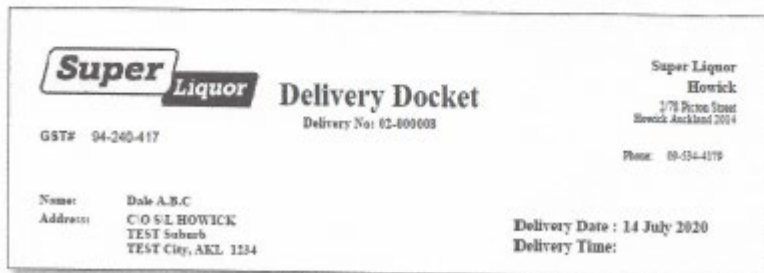 Super Liquor
Delivery Docket
Delivery No: 02-000008
GST# 94-240-417
Super Liquor
Howick
2/78 Picton Street
Howick Auckland 2014
Phone: 09-534-4179
Name: Dale A.B.C
Address: C\O S\L HOWICK
TEST Suburb
TEST City, AKL 1234
Delivery Date : 14 July 2020
Delivery Time: